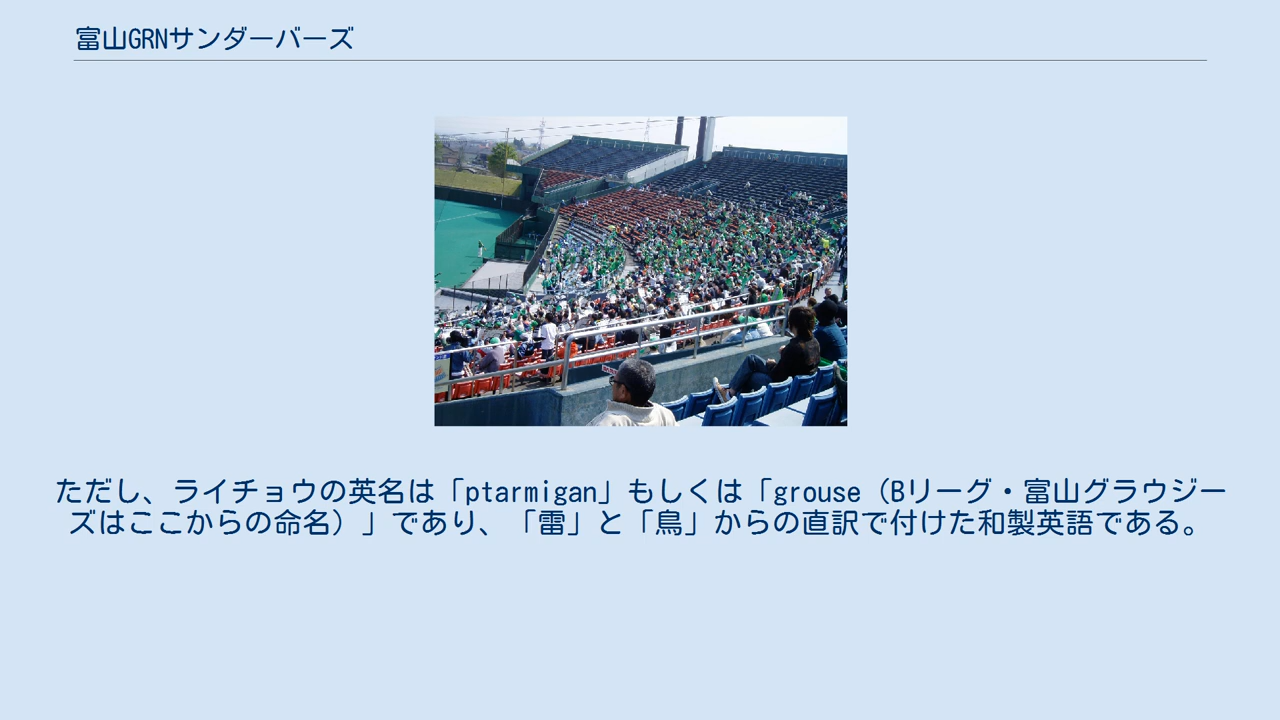 富山GRNサンダーバーズ
ただし、ライチョウの英名は「ptarmigan」もしくは「grouse（Bリーグ・富山グラウジー
ズはここからの命名）」であり、「雷」と「鳥」からの直訳で付けた和製英語である。